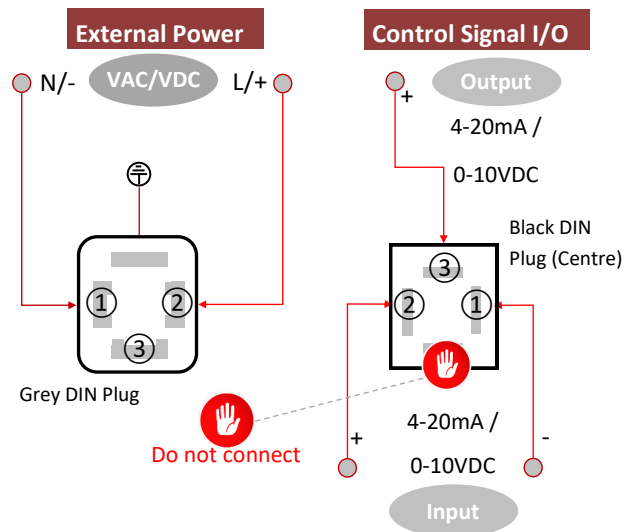 External Power
N/-
VAC/VDC
L/+
1
2
3
Grey DIN Plug
Do not connect
Control Signal I/O
Output
+
4-20mA /
0-10VDC
Black DIN
Plug (Centre)
3
2
1
+
4-20mA /
0-10VDC
-
Input